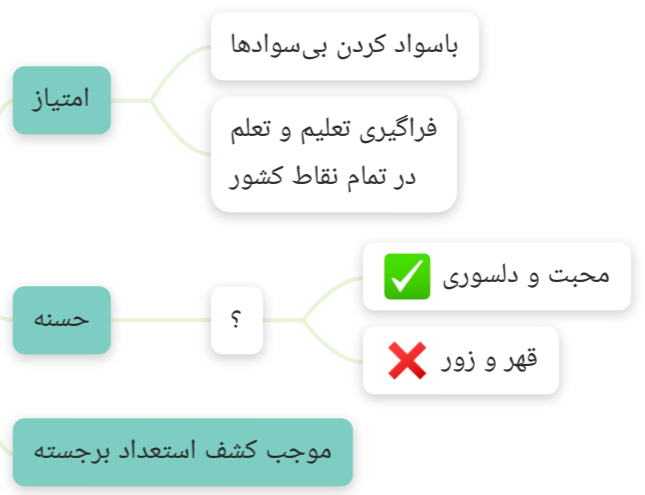 باسواد کردن بی‌سوادها
امتیاز
فراگیری تعلیم و تعلم
در تمام نقاط کشور
محبت و دلسوری ✅
حسنه
؟
قهر و زور ❌
موجب کشف استعداد برجسته